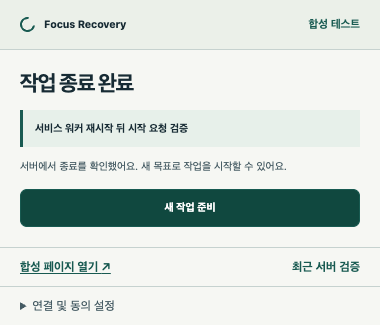 Focus Recovery
합성 테스트
작업 종료 완료
서비스 워커 재시작 뒤 시작 요청 검증
서버에서 종료를 확인했어요. 새 목표로 작업을 시작할 수 있어요.
새 작업 준비
합성 페이지 열기 ↗
최근 서버 검증
▶ 연결 및 동의 설정